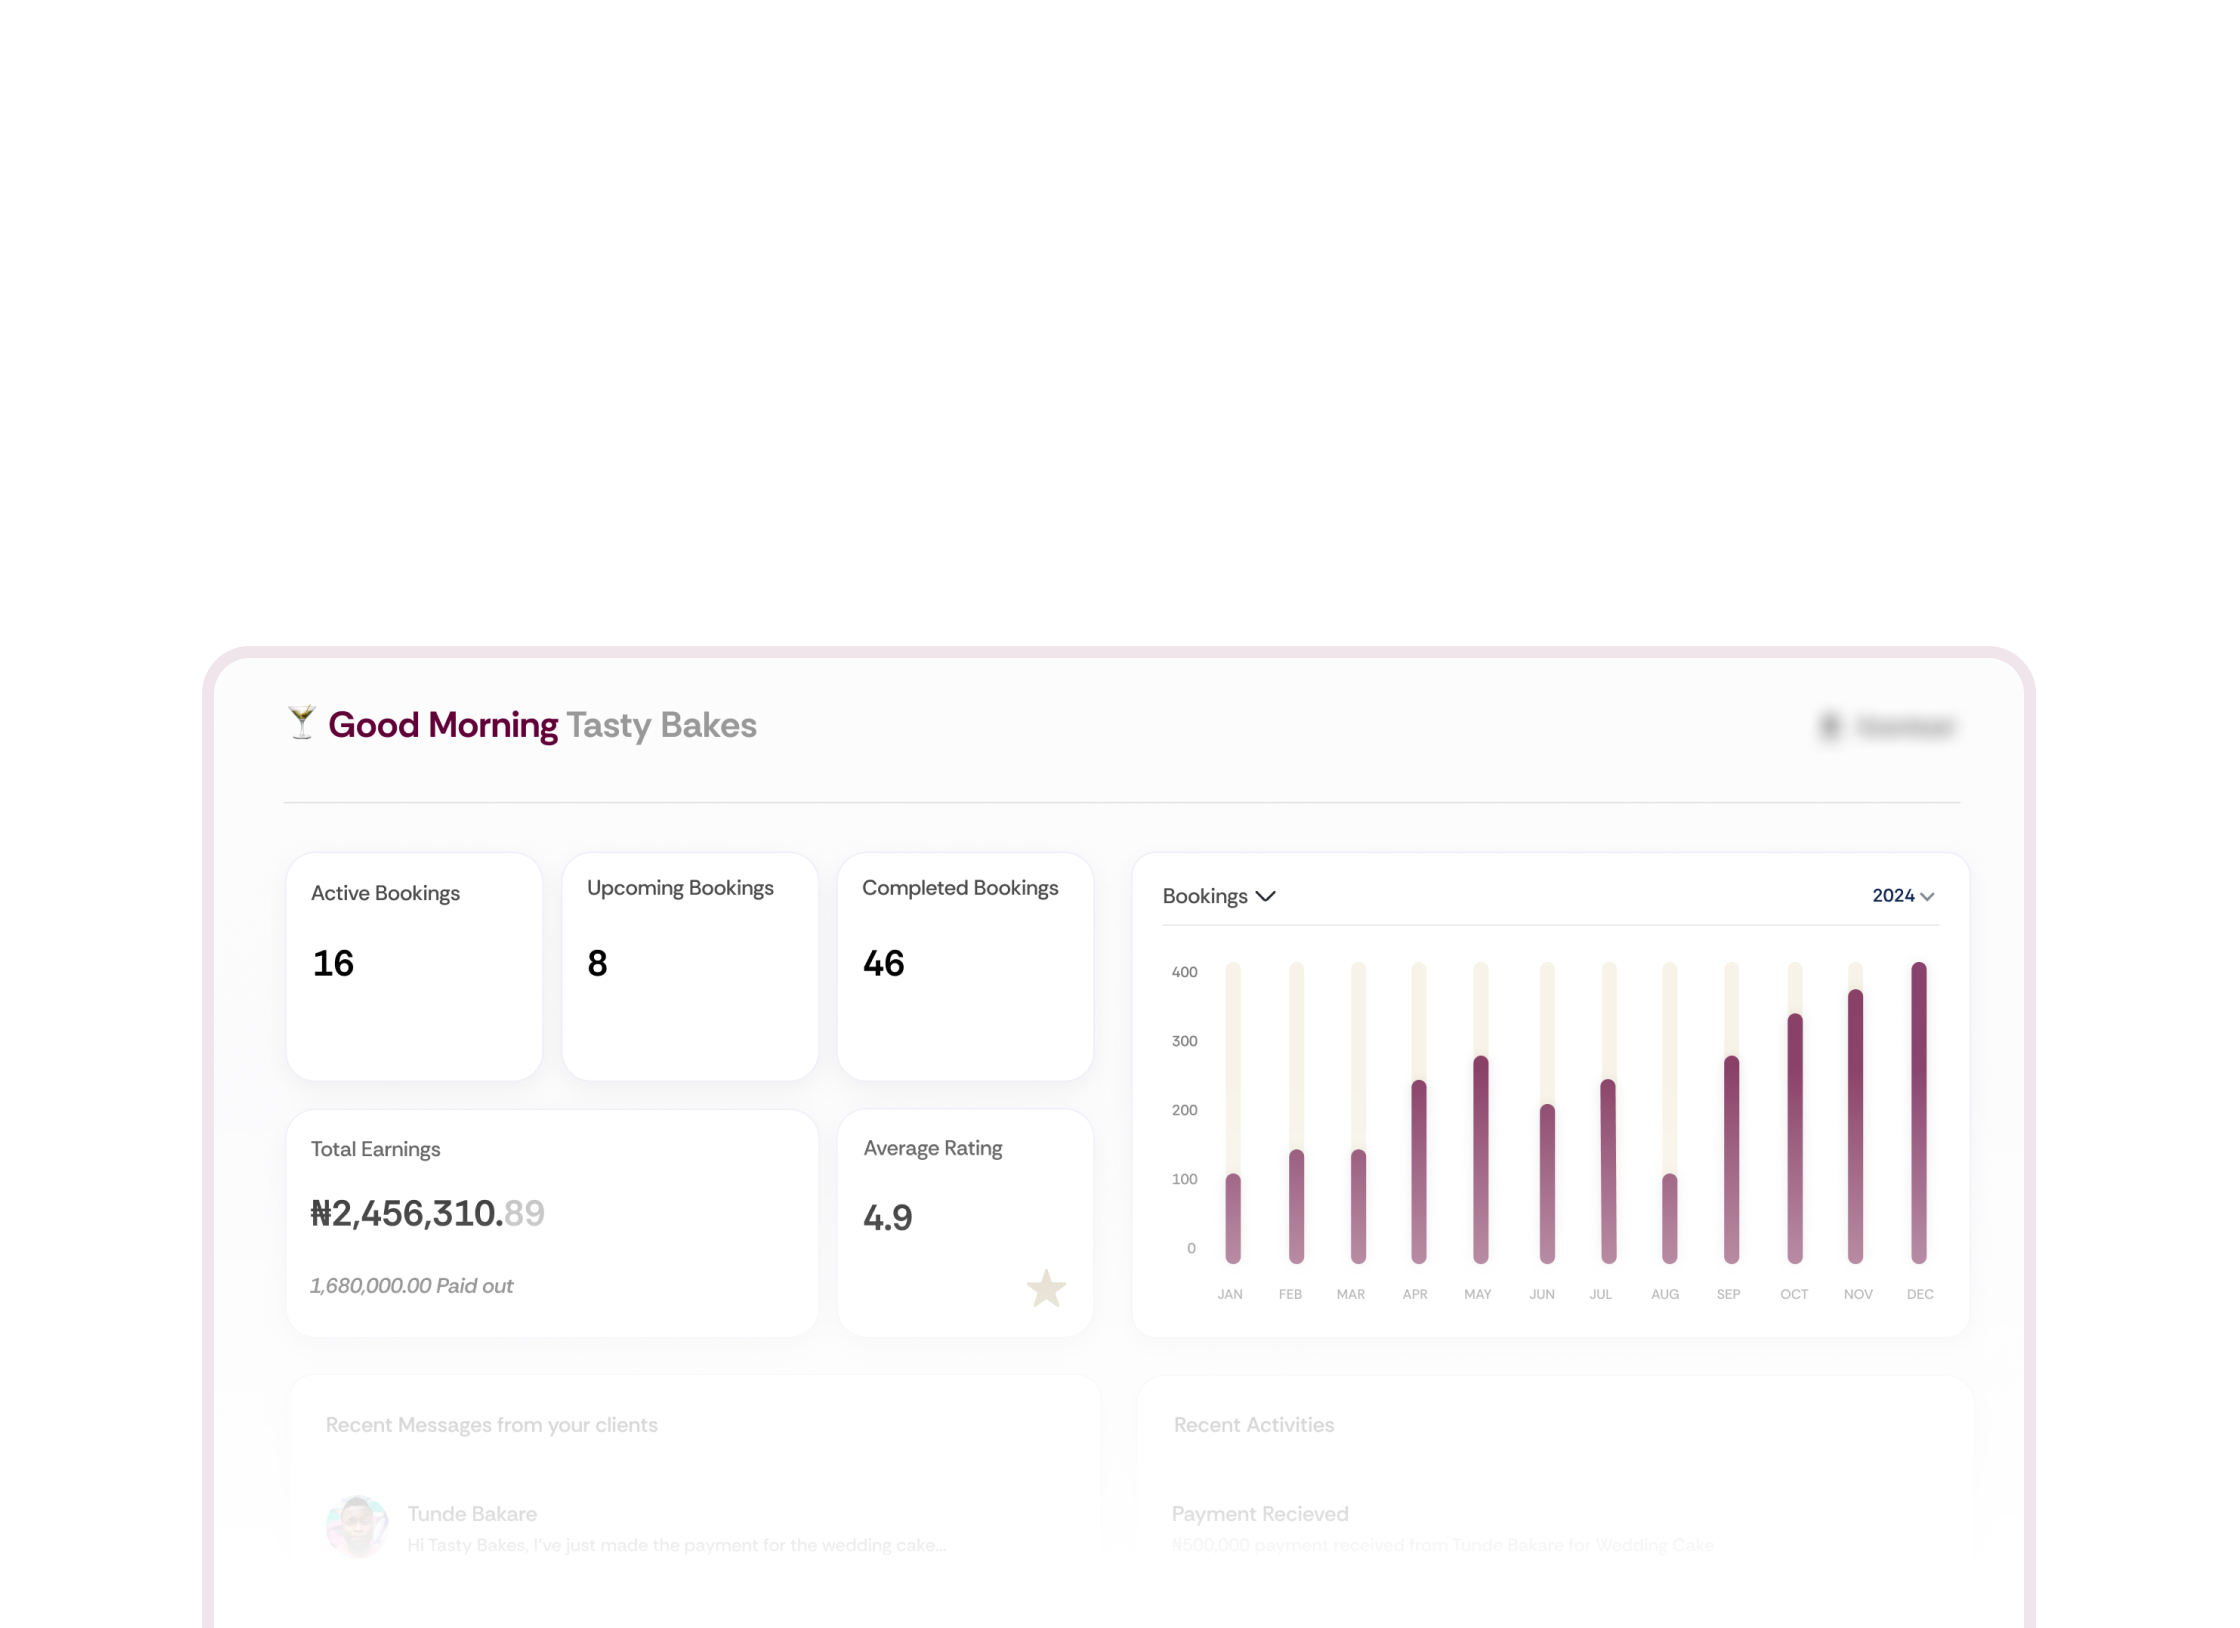 Good Morning Tasty Bakes
Active Bookings
16
Upcoming Bookings
8
Completed Bookings
46
Total Earnings
₦2,456,310.89
1,680,000.00 Paid out
Average Rating
4.9
Bookings
2024
400
300
200
100
0
JAN FEB MAR APR MAY JUN JUL AUG SEP OCT NOV DEC
Recent Messages from your clients
Tunde Bakare
Hi Tasty Bakes, I've just made the payment for the wedding cake...
Recent Activities
Payment Recieved
₦500,000 payment received from Tunde Bakare for Wedding Cake